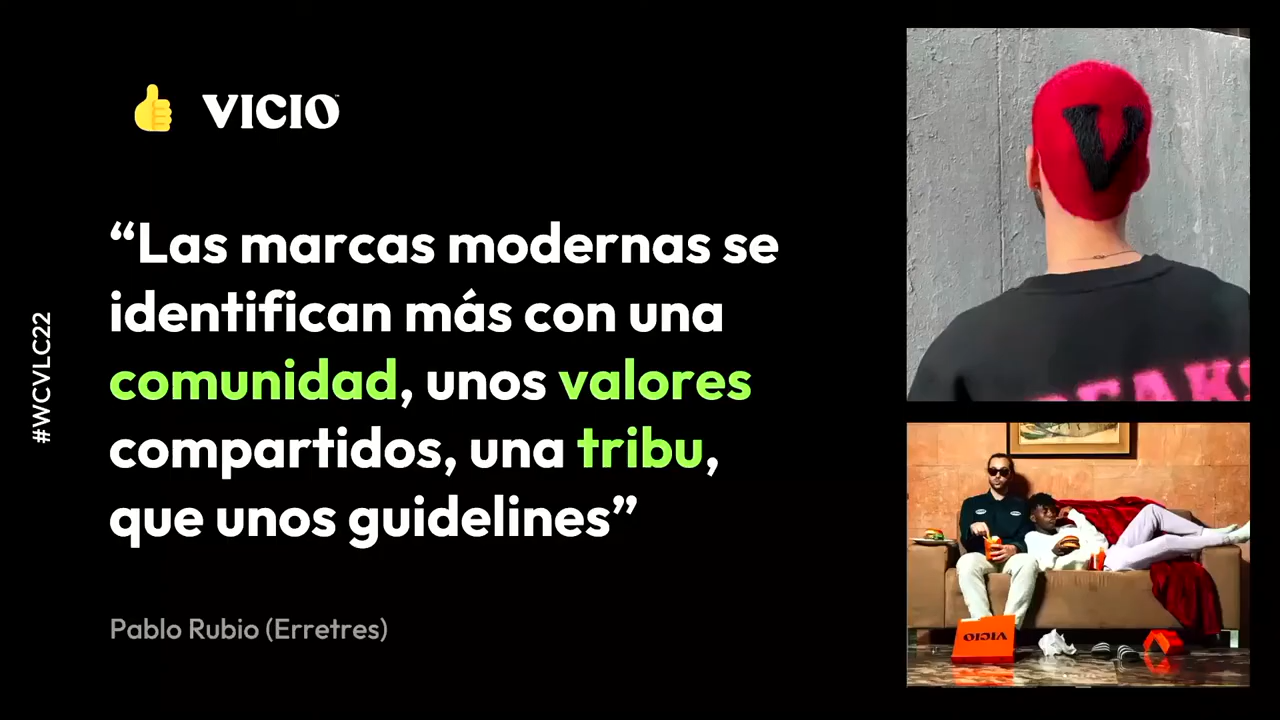 #WCVLC22
👍 VICIO™
“Las marcas modernas se
identifican más con una
comunidad, unos valores
compartidos, una tribu,
que unos guidelines”
Pablo Rubio (Erretres)
V
VICIO